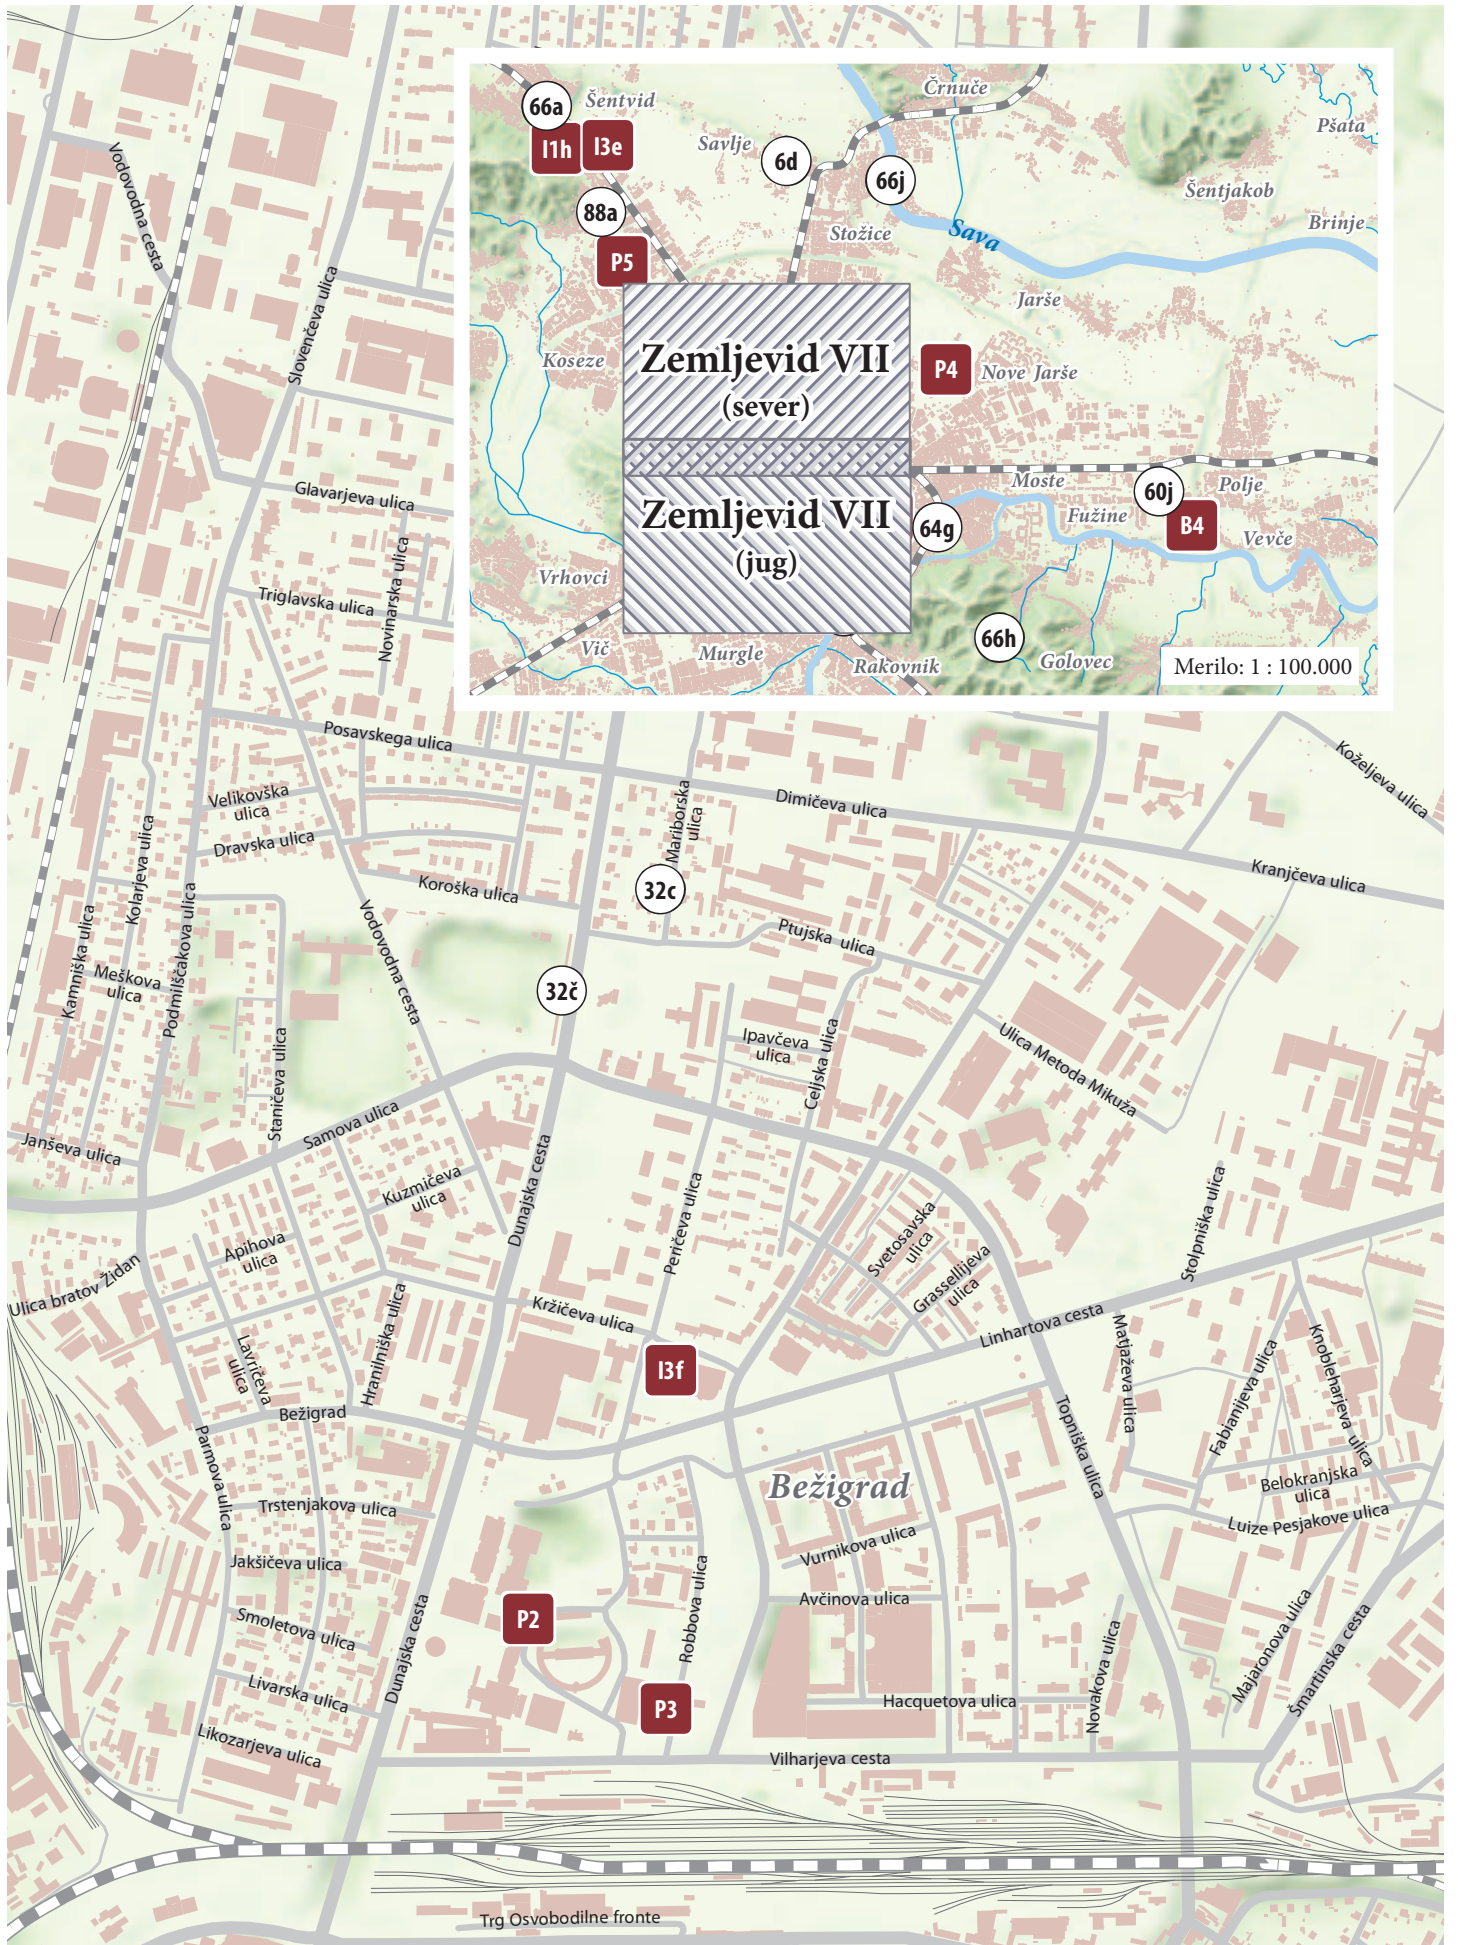 66a
Šentvid
I1h
I3e
Savlje
6d
Črnuče
66j
Pšata
Šentjakob
Brinje
88a
P5
Stožice
Sava
Jarše
Koseze
Zemljevid VII
(sever)
P4
Nove Jarše
Moste
60j
Polje
Fužine
B4
Vevče
Zemljevid VII
(jug)
64g
Vrhovci
Vič
Murgle
Rakovnik
66h
Golovec
Merilo: 1 : 100.000
Vodovodna cesta
Slovenčeva ulica
Glavarjeva ulica
Novinarska ulica
Triglavska ulica
Posavskega ulica
Velikovška
ulica
Dravska ulica
Koroška ulica
Mariborska
ulica
Dimičeva ulica
Koželjeva ulica
Kranjčeva ulica
32c
Kolarjeva ulica
Kamniška ulica
Meškova
ulica
Podmilščakova ulica
Vodovodna cesta
Staničeva ulica
32č
Ptujska ulica
Ipavčeva
ulica
Celjska ulica
Ulica Metoda Mikuža
Janševa ulica
Samova ulica
Kuzmičeva
ulica
Dunajska cesta
Peričeva ulica
Svetosavska
ulica
Grassellijeva
ulica
Stolpniška ulica
Apihova
ulica
Ulica bratov Židan
Hranilniška ulica
Lavričeva
ulica
Kržičeva ulica
I3f
Linhartova cesta
Matjaževa ulica
Fabianijeva ulica
Knobleharjeva ulica
Bežigrad
Parmova ulica
Topniška ulica
Bežigrad
Belokranjska
ulica
Luize Pesjakove ulica
Trstenjakova ulica
Jakšičeva ulica
Vurnikova ulica
Avčinova ulica
Robbova ulica
P2
Smoletova ulica
Dunajska cesta
Livarska ulica
Likozarjeva ulica
P3
Hacquetova ulica
Novakova ulica
Majaronova ulica
Šmartinska cesta
Vilharjeva cesta
Trg Osvobodilne fronte